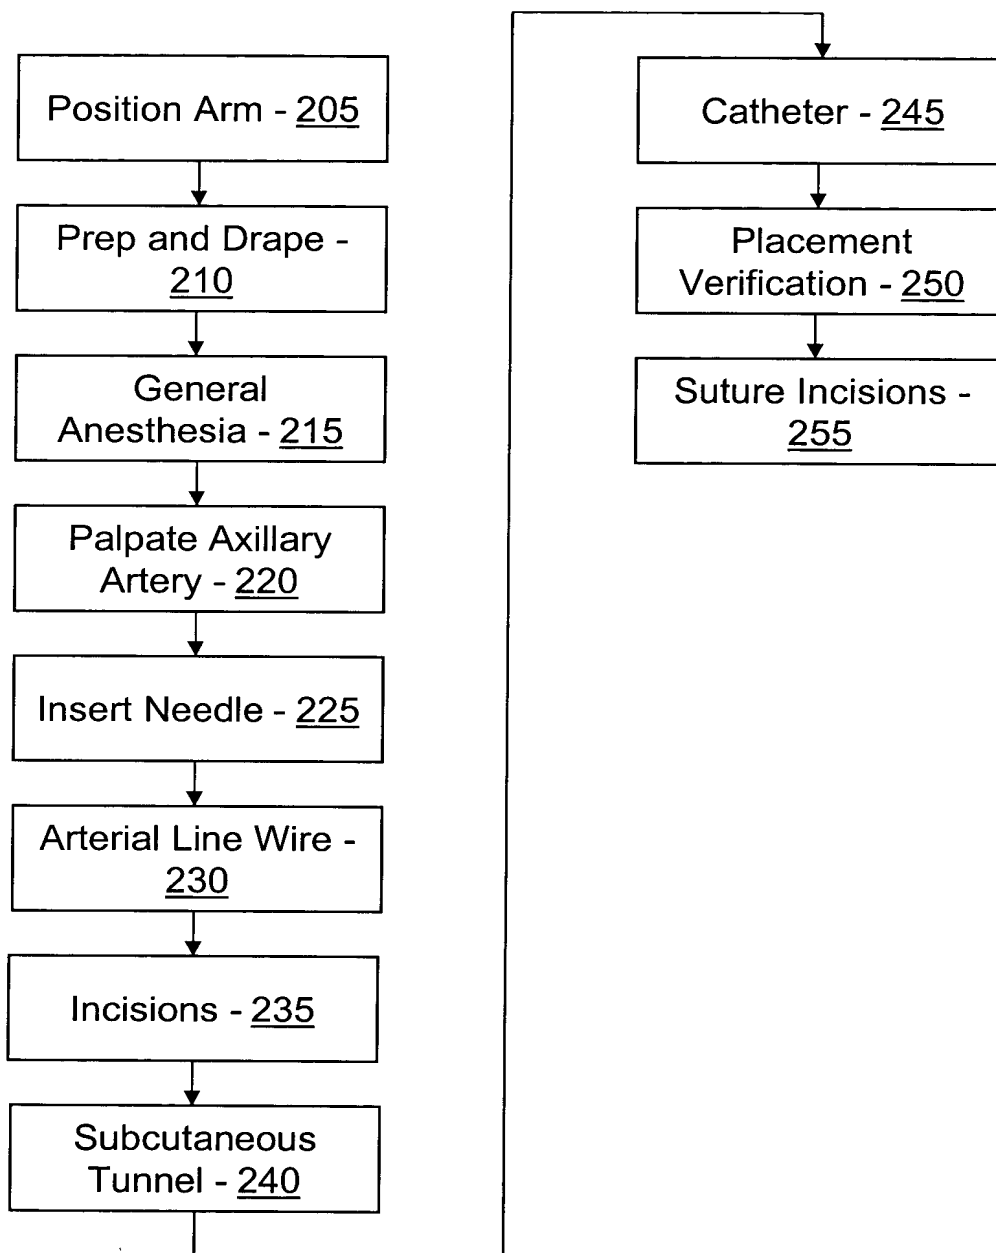 Position Arm - 205
Prep and Drape -
210
General
Anesthesia - 215
Palpate Axillary
Artery - 220
Insert Needle - 225
Arterial Line Wire -
230
Incisions - 235
Subcutaneous
Tunnel - 240
Catheter - 245
Placement
Verification - 250
Suture Incisions -
255